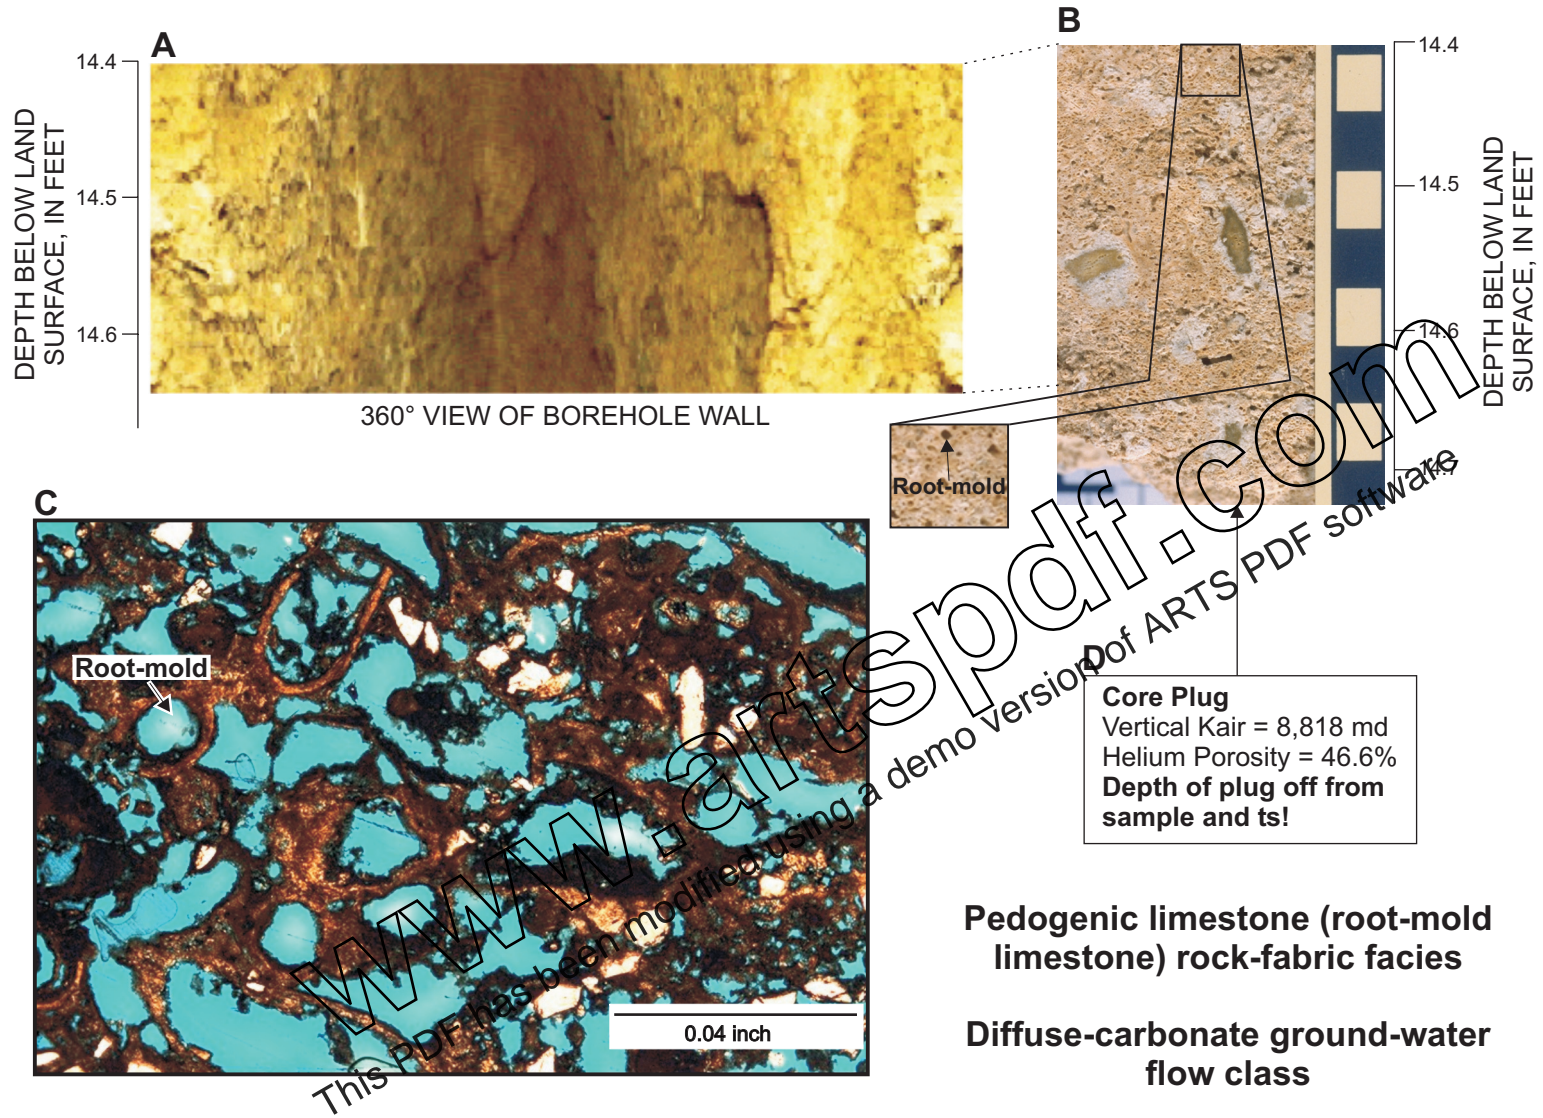 A
14.4
14.5
14.6
DEPTH BELOW LAND
SURFACE, IN FEET
360° VIEW OF BOREHOLE WALL
B
14.4
14.5
14.6
14.7
DEPTH BELOW LAND
SURFACE, IN FEET
Root-mold
C
Root-mold
0.04 inch
D
Core Plug
Vertical Kair = 8,818 md
Helium Porosity = 46.6%
Depth of plug off from
sample and ts!
Pedogenic limestone (root-mold
limestone) rock-fabric facies
Diffuse-carbonate ground-water
flow class
www.artspdf.com
This PDF has been modified using a demo version of ARTS PDF software